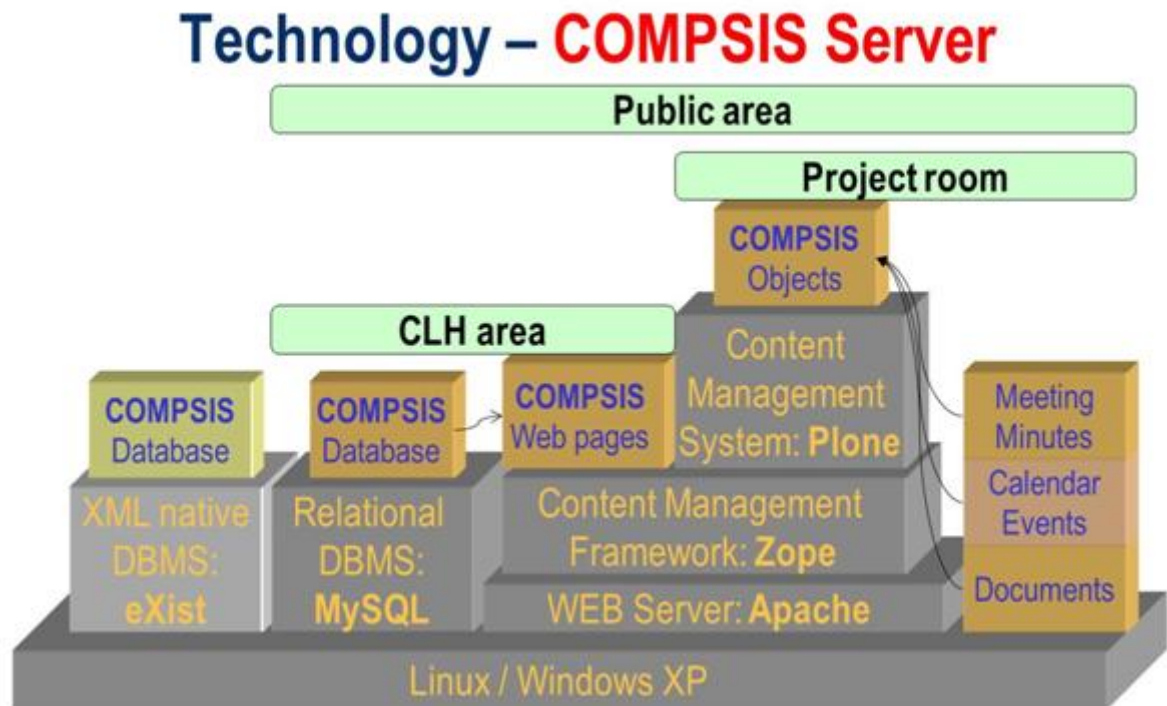 Technology – COMPSIS Server
Public area
Project room
COMPSIS
Objects
CLH area
Content
Management
System: Plone
COMPSIS
Database
COMPSIS
Database
COMPSIS
Web pages
Meeting
Minutes
Calendar
Events
Documents
XML native
DBMS:
eXist
Relational
DBMS:
MySQL
Content Management
Framework: Zope
WEB Server: Apache
Linux / Windows XP